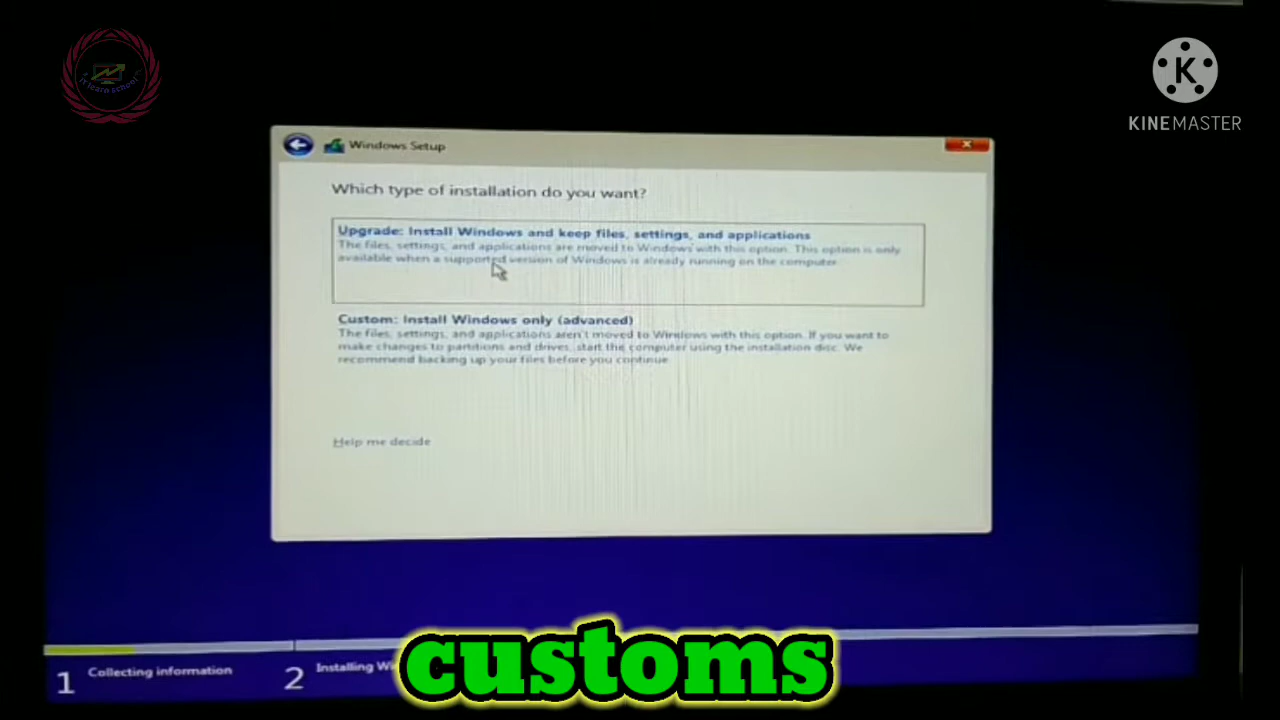 it learn school
KINEMASTER
Windows Setup
Which type of installation do you want?
Upgrade: Install Windows and keep files, settings, and applications
The files, settings, and applications are moved to Windows with this option. This option is only
available when a supported version of Windows is already running on the computer.
Custom: Install Windows only (advanced)
The files, settings, and applications aren't moved to Windows with this option. If you want to
make changes to partitions and drives, start the computer using the installation disc. We
recommend backing up your files before you continue.
Help me decide
1 Collecting information
2 Installing Wi
customs